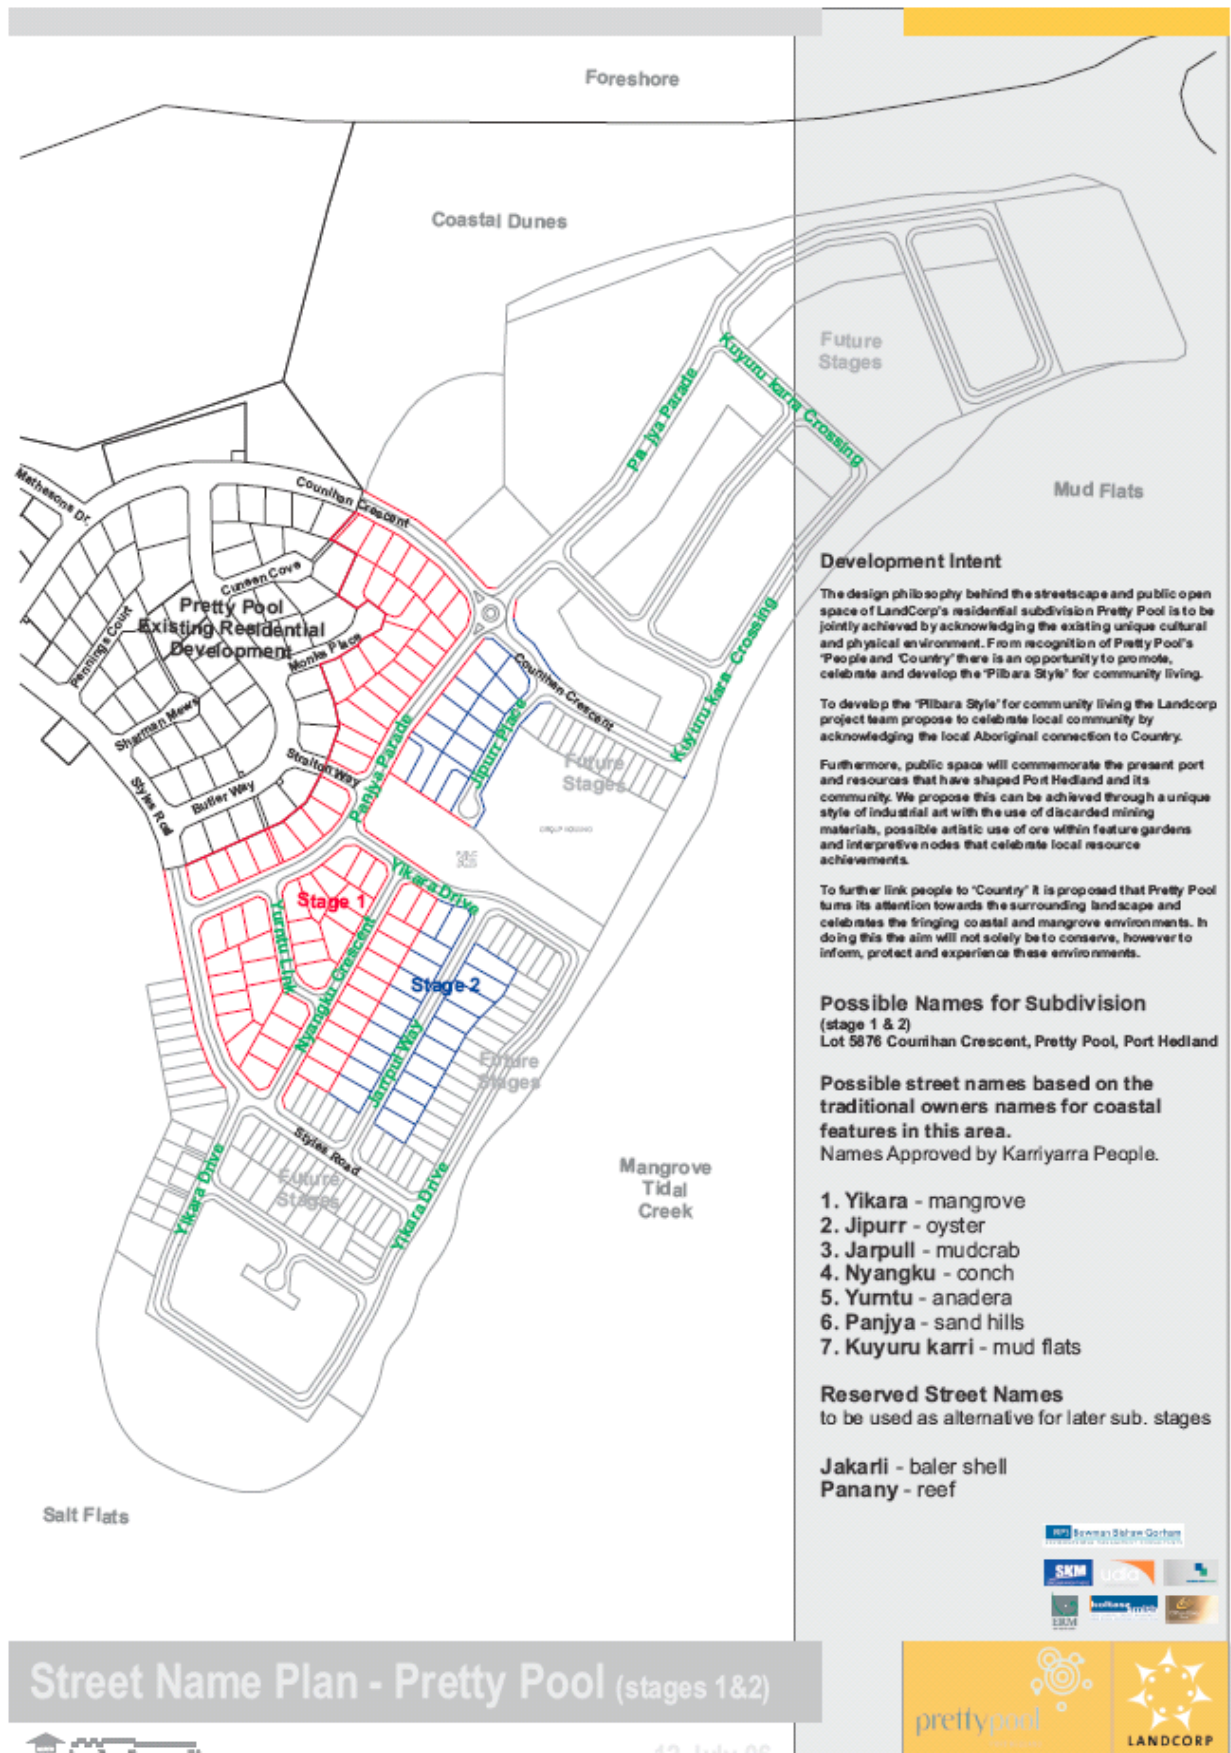 Foreshore
Coastal Dunes
Future
Stages
Kuyuru karra Crossing
Pa jya Parade
Mud Flats
Mathesons Dr.
Counihan Crescent
Cuneen Cove
Pretty Pool
Existing Residential
Development
Pennings Court
Monks Place
Sharman Mews
Stralton Way
Butler Way
Styles Road
Panjya Parade
Counihan Crescent
Jipurr Place
Kuyuru kara Crossing
Future
Stages
Yikara Drive
Stage 1
Yurntu Link
Nyangku Crescent
Stage 2
Jarrpul Way
Future
Stages
Styles Road
Future
Stages
Yikara Drive
Yikara Drive
Mangrove
Tidal
Creek
Salt Flats
Development Intent
The design philosophy behind the streetscape and public open
space of LandCorp's residential subdivision Pretty Pool is to be
jointly achieved by acknowledging the existing unique cultural
and physical environment. From recognition of Pretty Pool's
'People and 'Country' there is an opportunity to promote,
celebrate and develop the 'Pilbara Style' for community living.
To develop the 'Pilbara Style' for community living the Landcorp
project team propose to celebrate local community by
acknowledging the local Aboriginal connection to Country.
Furthermore, public space will commemorate the present port
and resources that have shaped Port Hedland and its
community. We propose this can be achieved through a unique
style of industrial art with the use of discarded mining
materials, possible artistic use of ore within feature gardens
and interpretive nodes that celebrate local resource
achievements.
To further link people to 'Country' it is proposed that Pretty Pool
turns its attention towards the surrounding landscape and
celebrates the fringing coastal and mangrove environments. In
doing this the aim will not solely be to conserve, however to
inform, protect and experience these environments.
Possible Names for Subdivision
(stage 1 & 2)
Lot 5876 Counihan Crescent, Pretty Pool, Port Hedland
Possible street names based on the
traditional owners names for coastal
features in this area.
Names Approved by Karriyarra People.
1. Yikara - mangrove
2. Jipurr - oyster
3. Jarpull - mudcrab
4. Nyangku - conch
5. Yurntu - anadera
6. Panjya - sand hills
7. Kuyuru karri - mud flats
Reserved Street Names
to be used as alternative for later sub. stages
Jakarli - baler shell
Panany - reef
Bowman Bishaw Gorham
SKM
udla
ERM
Street Name Plan - Pretty Pool (stages 1&2)
prettypool
LANDCORP